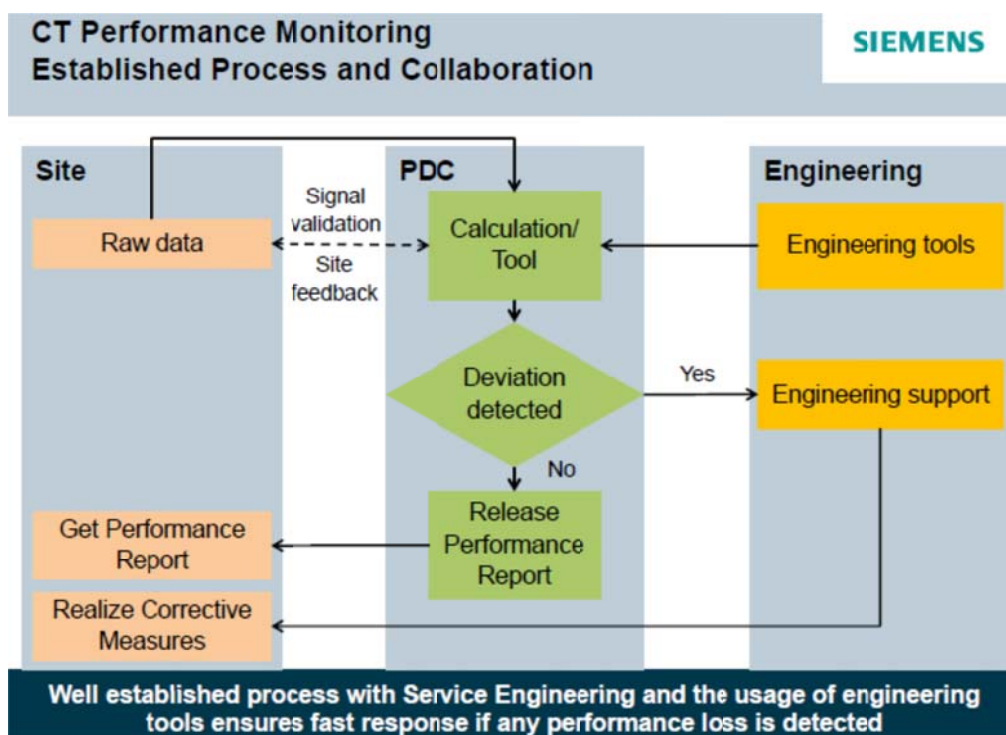 CT Performance Monitoring
Established Process and Collaboration
SIEMENS
Site
PDC
Engineering
Signal
validation
Site
feedback
Raw data
Calculation/
Tool
Engineering tools
Deviation
detected
Yes
Engineering support
No
Release
Performance
Report
Get Performance
Report
Realize Corrective
Measures
Well established process with Service Engineering and the usage of engineering
tools ensures fast response if any performance loss is detected